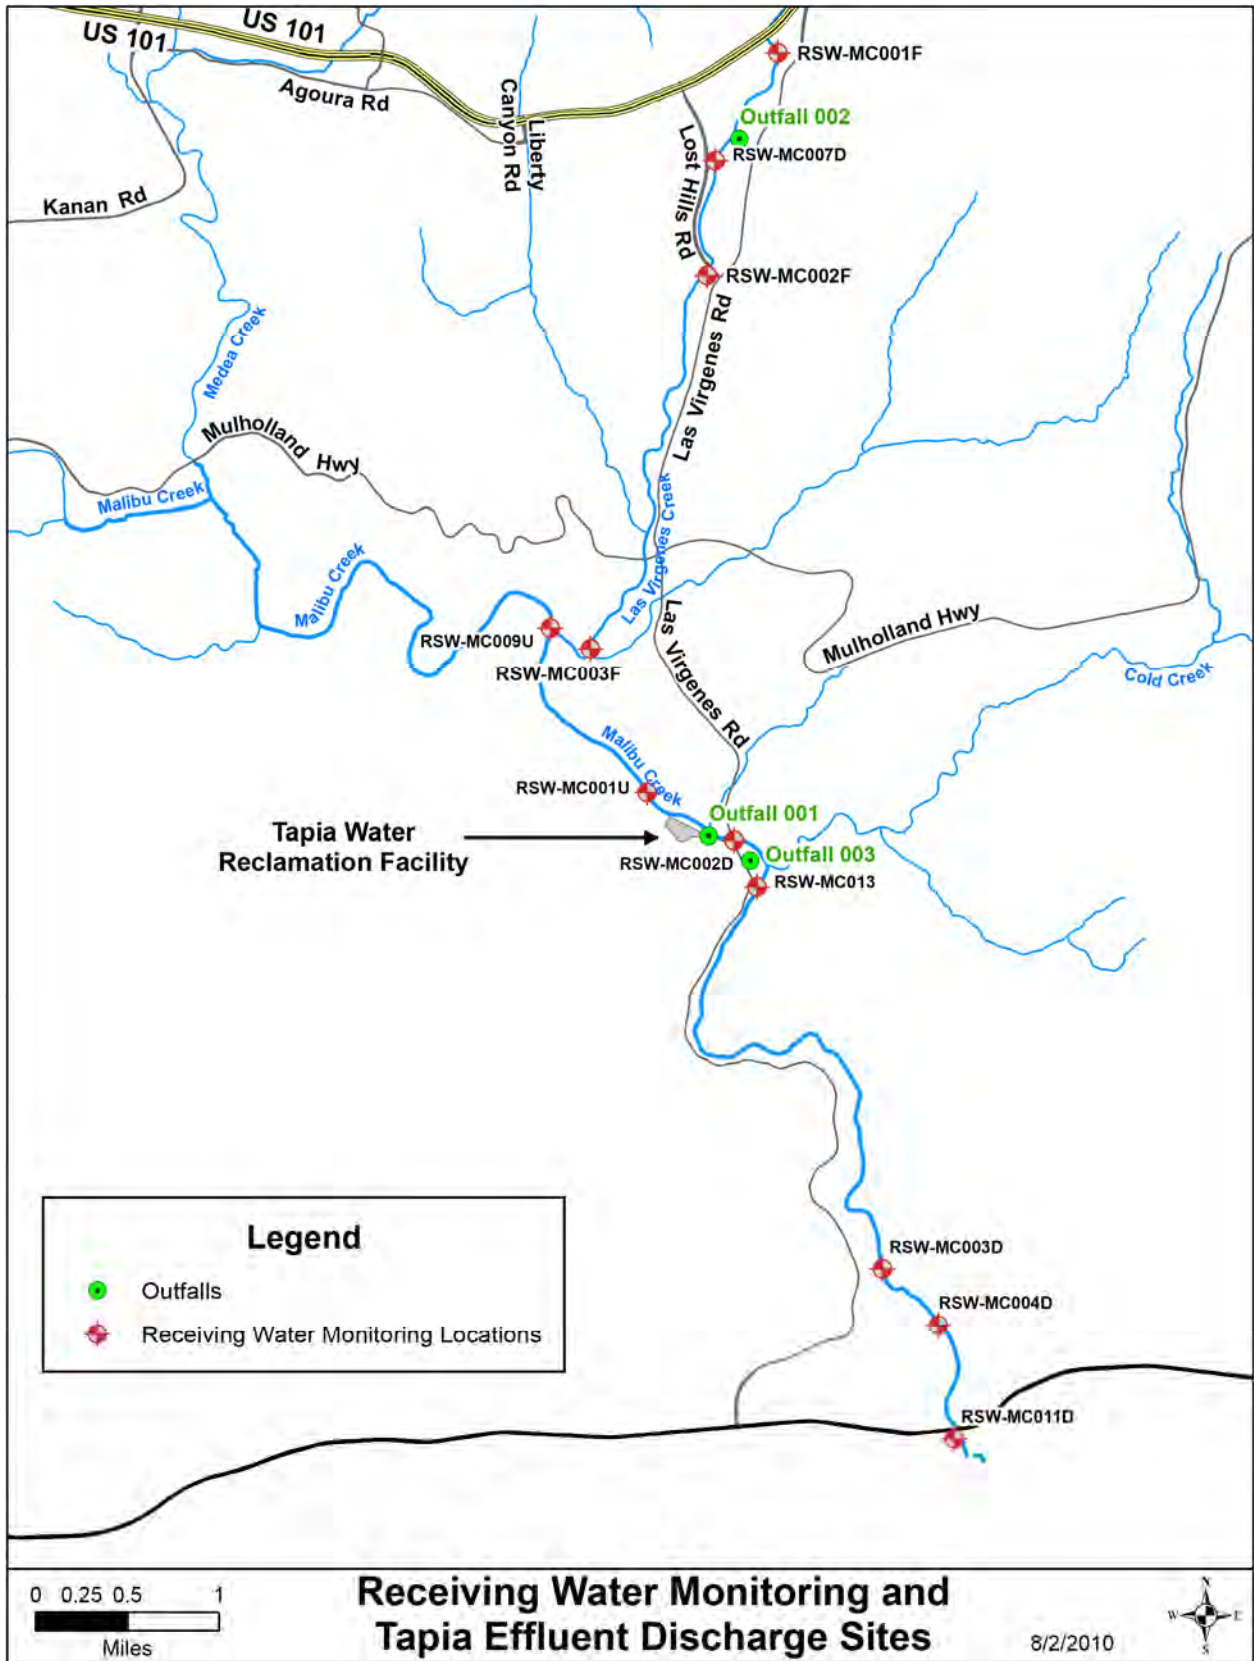 US 101
US 101
RSW-MC001F
Agoura Rd
Liberty
Canyon Rd
Outfall 002
RSW-MC007D
Lost Hills Rd
Kanan Rd
RSW-MC002F
Medea Creek
Las Virgenes Rd
Mulholland Hwy
Malibu Creek
Las Virgenes Creek
Malibu Creek
RSW-MC009U
RSW-MC003F
Las Virgenes Rd
Mulholland Hwy
Cold Creek
Malibu Creek
RSW-MC001U
Outfall 001
Tapia Water
Reclamation Facility
RSW-MC002D
Outfall 003
RSW-MC013
RSW-MC003D
RSW-MC004D
RSW-MC011D
Legend
Outfalls
Receiving Water Monitoring Locations
0 0.25 0.5 1
Miles
Receiving Water Monitoring and
Tapia Effluent Discharge Sites
8/2/2010
N
W E
S